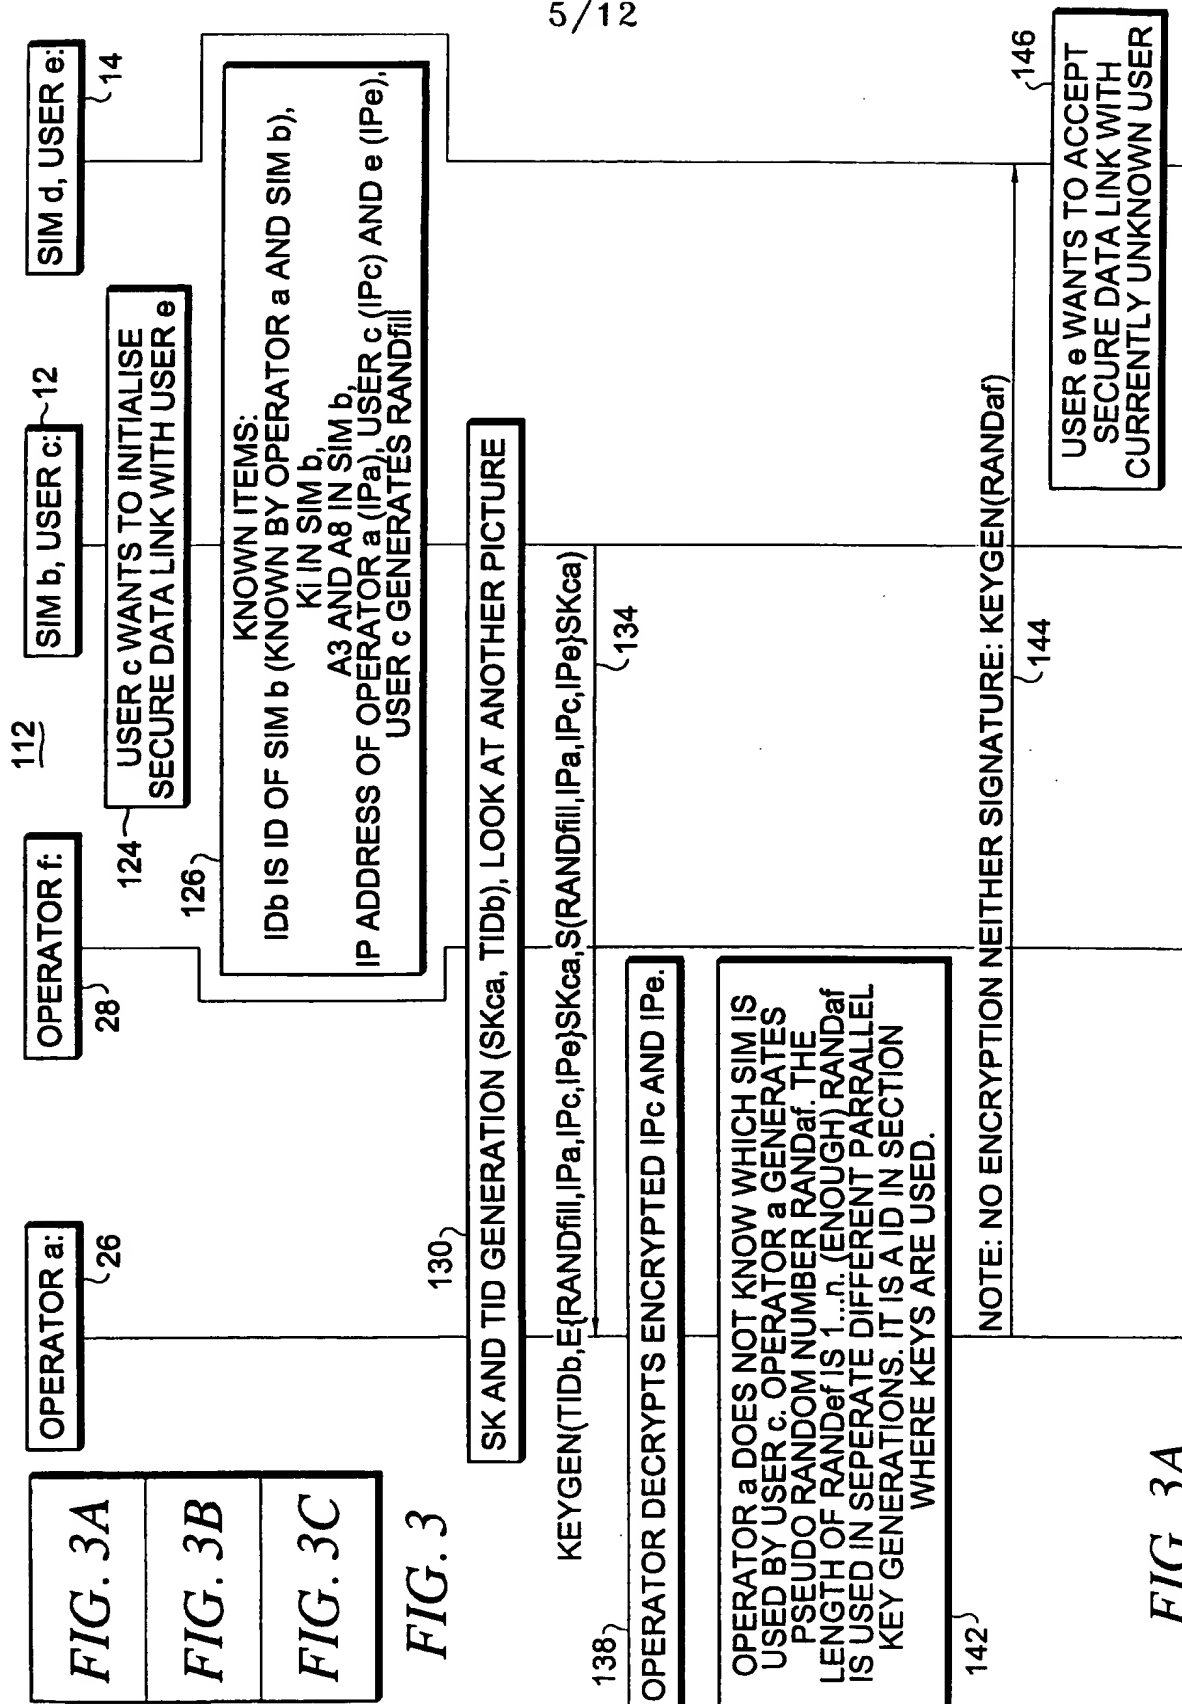 5/12
112
OPERATOR a:
26
OPERATOR f:
28
SIM b, USER c:
12
SIM d, USER e:
14
124
USER c WANTS TO INITIALISE
SECURE DATA LINK WITH USER e
126
KNOWN ITEMS:
IDb IS ID OF SIM b (KNOWN BY OPERATOR a AND SIM b),
Ki IN SIM b,
A3 AND A8 IN SIM b,
IP ADDRESS OF OPERATOR a (IPa), USER c (IPc) AND e (IPe),
USER c GENERATES RANDfill
130
SK AND TID GENERATION (SKca, TIDb), LOOK AT ANOTHER PICTURE
KEYGEN(TIDb,E{RANDfill,IPa,IPc,IPe}SKca,S(RANDfill,IPa,IPc,IPe}SKca)
134
138
OPERATOR DECRYPTS ENCRYPTED IPc AND IPe.
OPERATOR a DOES NOT KNOW WHICH SIM IS
USED BY USER c. OPERATOR a GENERATES
PSEUDO RANDOM NUMBER RANDaf. THE
LENGTH OF RANDef IS 1...n. (ENOUGH) RANDaf
IS USED IN SEPERATE DIFFERENT PARRALEL
KEY GENERATIONS. IT IS A ID IN SECTION
WHERE KEYS ARE USED.
142
NOTE: NO ENCRYPTION NEITHER SIGNATURE: KEYGEN(RANDaf)
144
146
USER e WANTS TO ACCEPT
SECURE DATA LINK WITH
CURRENTLY UNKNOWN USER
FIG. 3A
FIG. 3B
FIG. 3C
FIG. 3
FIG. 3A